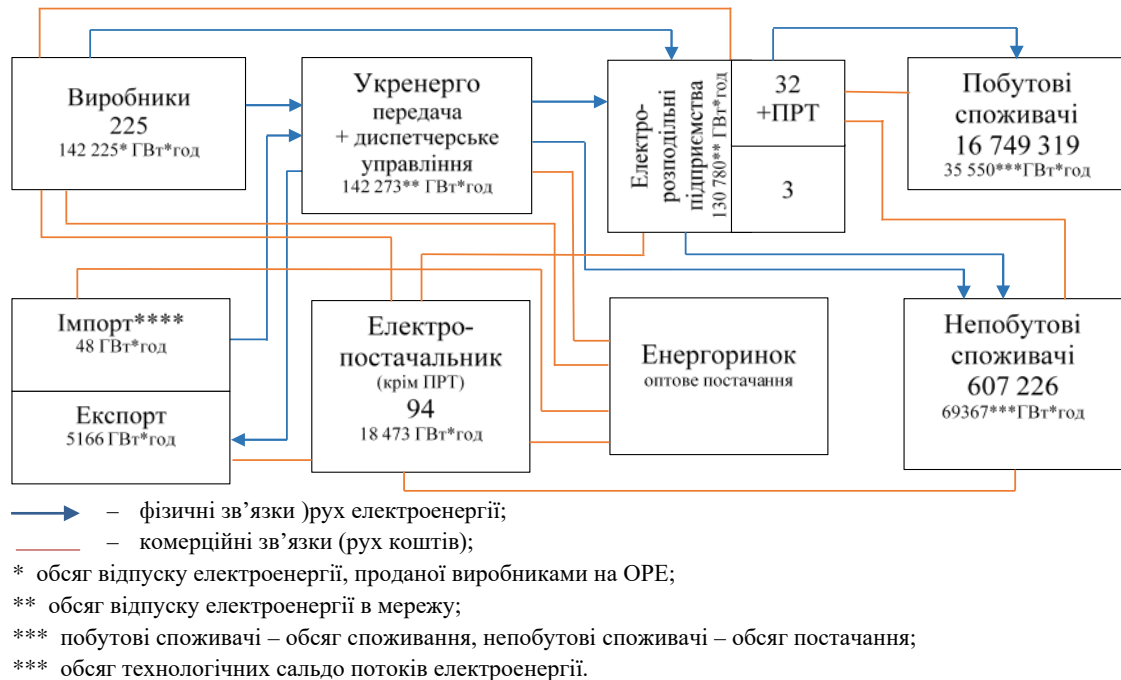 Виробники
225
142 225* ГВт*год
Укренерго
передача
+ диспетчерське
управління
142 273** ГВт*год
Електро-
розподільні
підприємства
130 780** ГВт*год
32
+ПРТ
3
Побутові
споживачі
16 749 319
35 550***ГВт*год
Імпорт****
48 ГВт*год
Експорт
5166 ГВт*год
Електро-
постачальник
(крім ПРТ)
94
18 473 ГВт*год
Енергоринок
оптове постачання
Непобутові
споживачі
607 226
69367***ГВт*год
– фізичні зв’язки )рух електроенергії;
– комерційні зв’язки (рух коштів);
* обсяг відпуску електроенергії, проданої виробниками на ОРЕ;
** обсяг відпуску електроенергії в мережу;
*** побутові споживачі – обсяг споживання, непобутові споживачі – обсяг постачання;
*** обсяг технологічних сальдо потоків електроенергії.